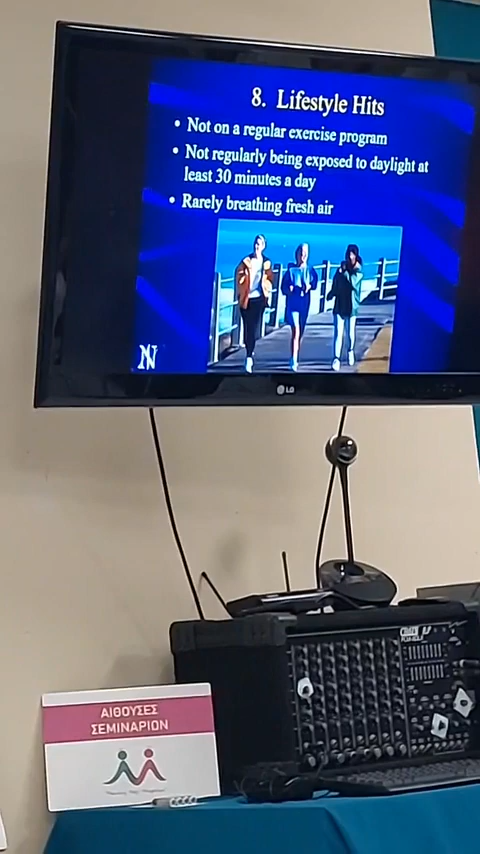 8. Lifestyle Hits
• Not on a regular exercise program
• Not regularly being exposed to daylight at
least 30 minutes a day
• Rarely breathing fresh air
N
LG
ΑΙΘΟΥΣΕΣ
ΣΕΜΙΝΑΡΙΩΝ